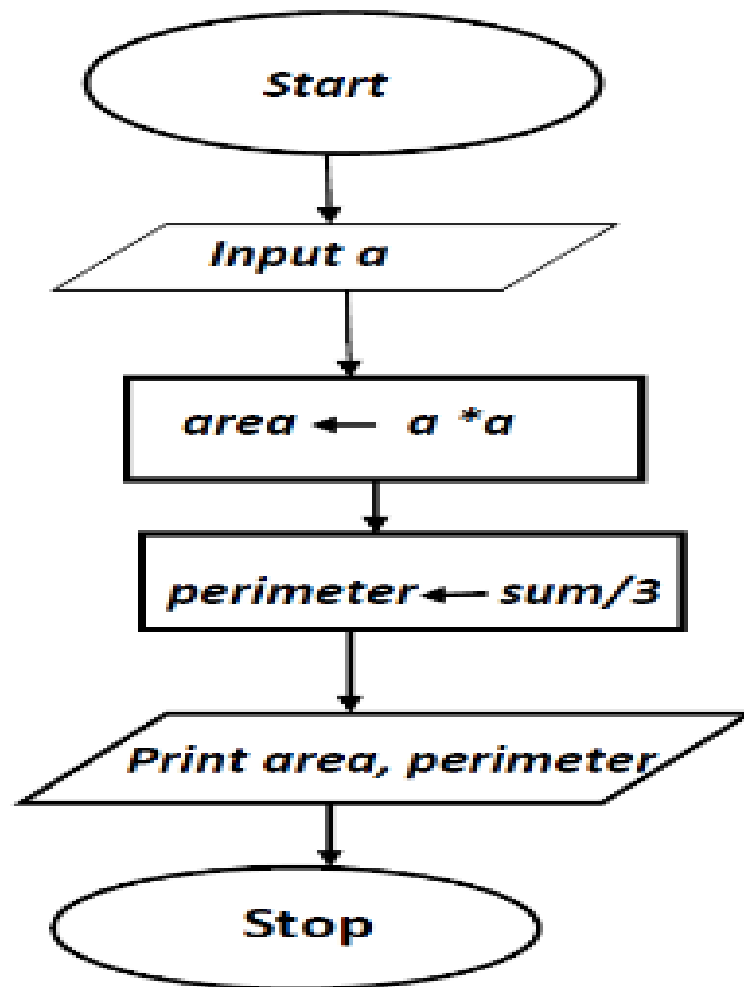 Start
Input a
area ← a *a
perimeter ← sum/3
Print area, perimeter
Stop